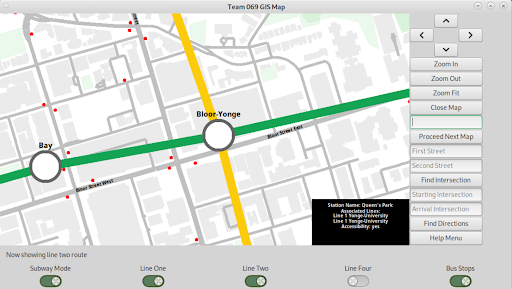 Team 069 GIS Map
Bloor-Yonge
Bay
Bloor Street East
Bloor Street West
Station Name: Queen's Park
Associated Lines:
Line 1 Yonge-University
Line 1 Yonge-University
Accessibility: yes
Zoom In
Zoom Out
Zoom Fit
Close Map
Proceed Next Map
First Street
Second Street
Find Intersection
Starting Intersection
Arrival Intersection
Find Directions
Help Menu
Now showing line two route
Subway Mode
Line One
Line Two
Line Four
Bus Stops